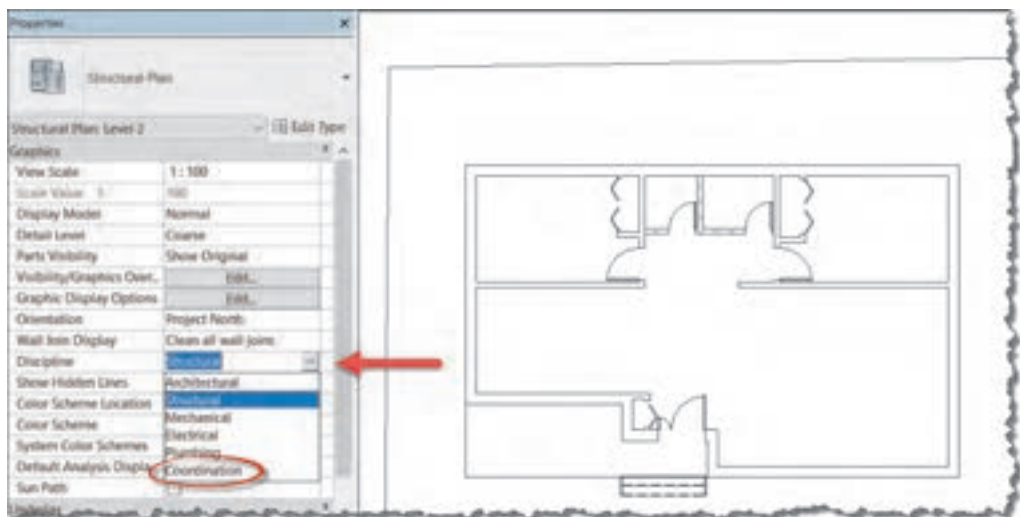 Properties
Structural Plan
Structural Plan: Level 2
Edit Type
Graphics
View Scale 1 : 100
Scale Value 1: 100
Display Model Normal
Detail Level Coarse
Parts Visibility Show Original
Visibility/Graphics Over... Edit...
Graphic Display Options Edit...
Orientation Project North
Wall Join Display Clean all wall joins
Discipline Structural
Show Hidden Lines Architectural
Color Scheme Location Structural
Color Scheme Mechanical
Electrical
System Color Schemes Plumbing
Default Analysis Displa... Coordination
Sun Path
Underlay